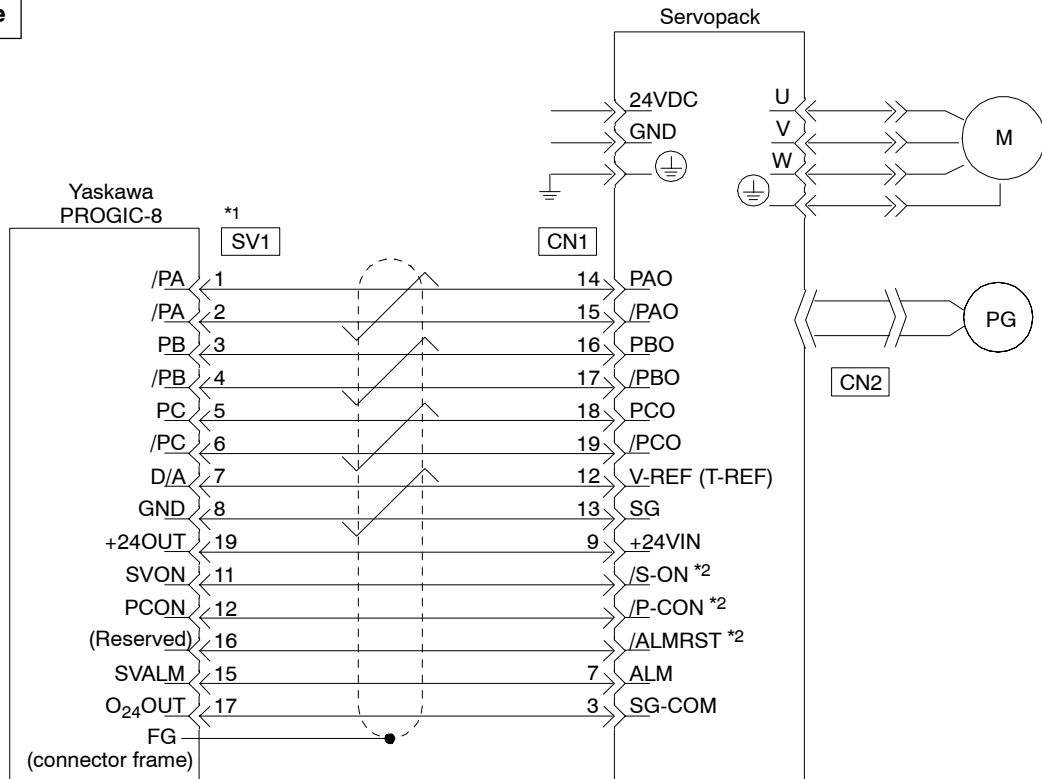 e
Servopack
24VDC
U
GND
V
M
W
Yaskawa
PROGIC-8
*1
SV1
CN1
/PA 1 14 PAO
/PA 2 15 /PAO
PG
PB 3 16 PBO
/PB 4 17 /PBO
CN2
PC 5 18 PCO
/PC 6 19 /PCO
D/A 7 12 V-REF (T-REF)
GND 8 13 SG
+24OUT 19 9 +24VIN
SVON 11 /S-ON *2
PCON 12 /P-CON *2
(Reserved) 16 /ALMRST *2
SVALM 15 7 ALM
O24OUT 17 3 SG-COM
FG
(connector frame)